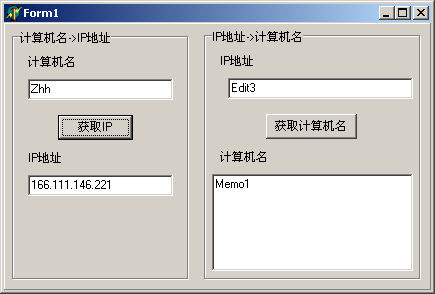 Form1
计算机名->IP地址
计算机名
Zhh
获取IP
IP地址
166.111.146.221
IP地址->计算机名
IP地址
Edit3
获取计算机名
计算机名
Memo1